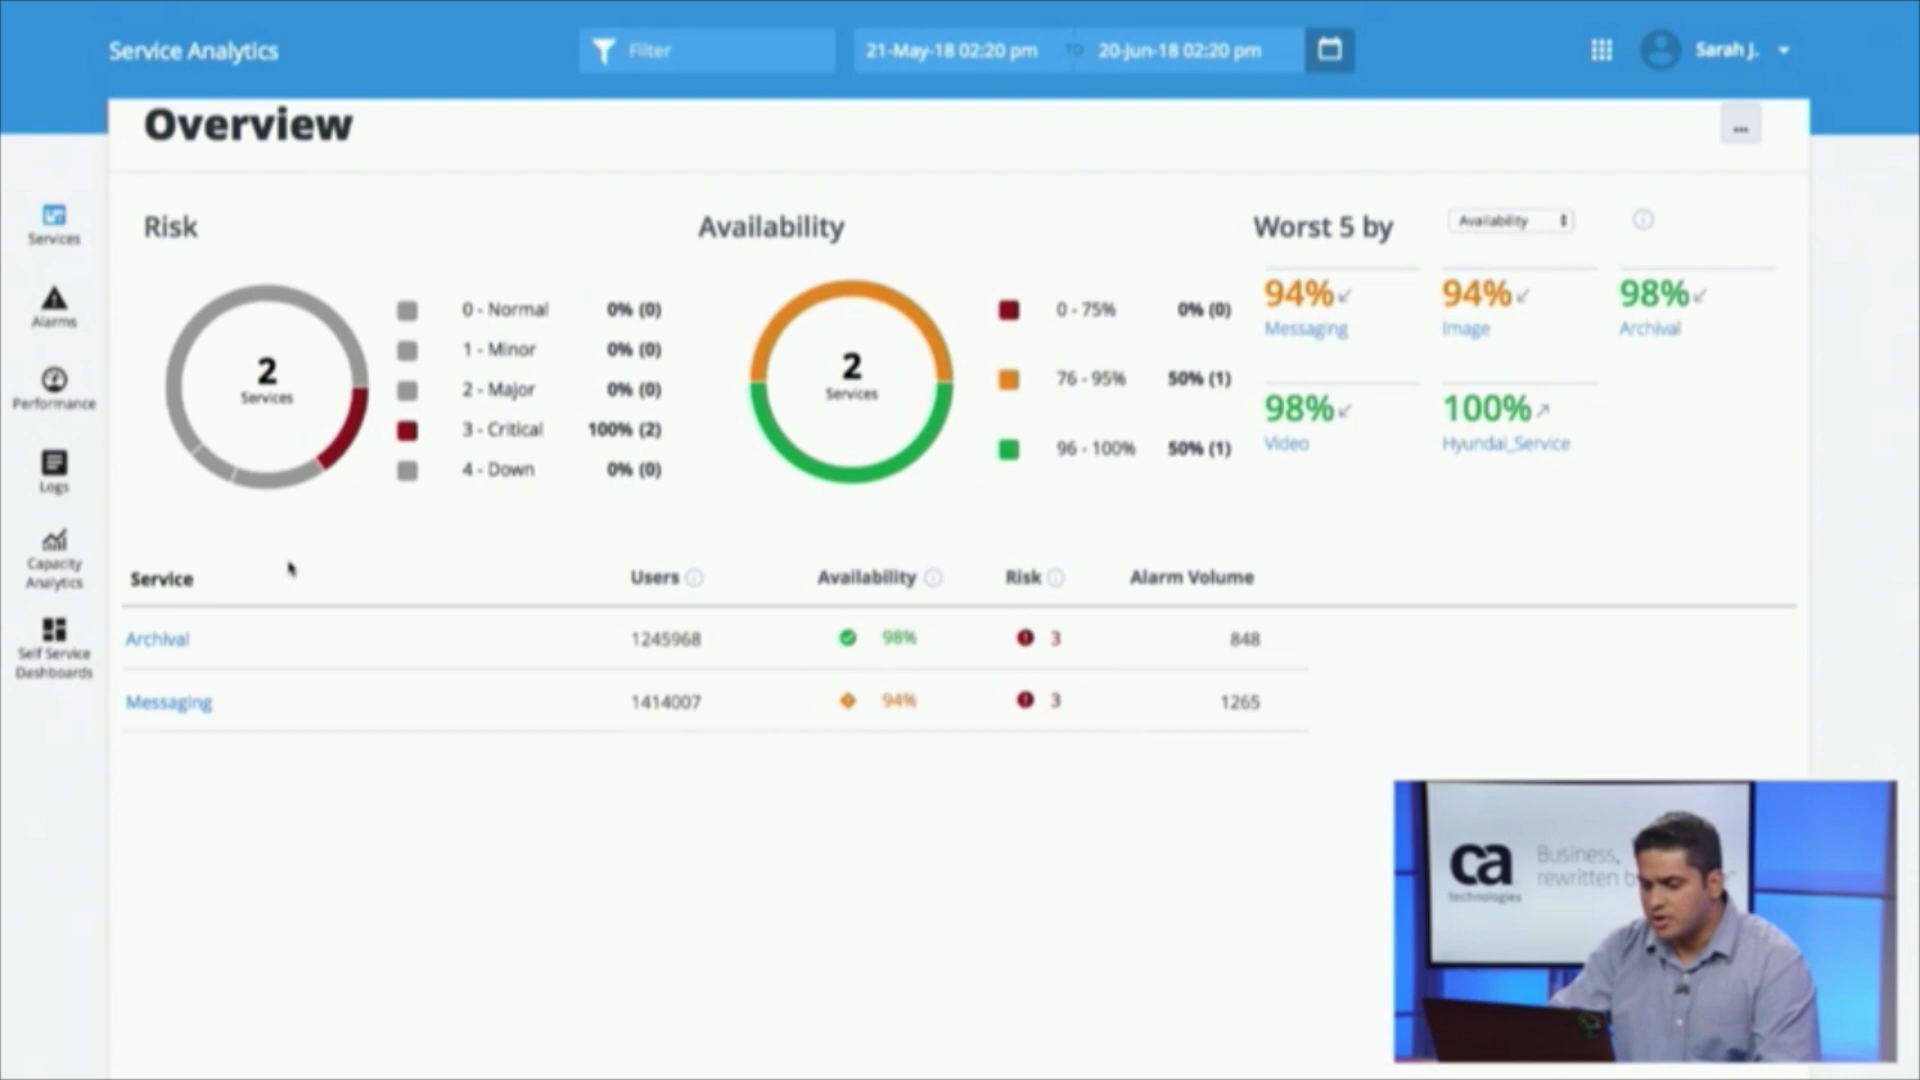 Service Analytics
Filter
21-May-18 02:20 pm TO 20-Jun-18 02:20 pm
Sarah J.
Overview
...
Services
Alarms
Performance
Logs
Capacity
Analytics
Self Service
Dashboards
Risk
2
Services
0 - Normal 0% (0)
1 - Minor 0% (0)
2 - Major 0% (0)
3 - Critical 100% (2)
4 - Down 0% (0)
Availability
2
Services
0 - 75% 0% (0)
76 - 95% 50% (1)
96 - 100% 50% (1)
Worst 5 by Availability
94% 94% 98%
Messaging Image Archival
98% 100%
Video Hyundai_Service
Service Users Availability Risk Alarm Volume
Archival 1245968 98% 3 848
Messaging 1414007 94% 3 1265
ca
technologies
Business,
rewritten b